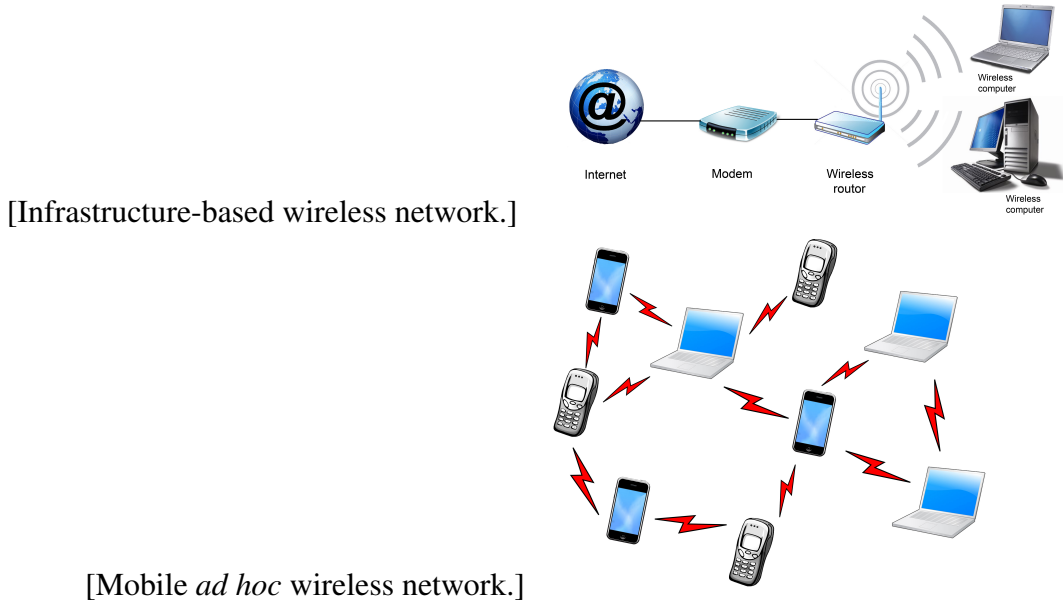 Wireless
computer
@
Internet
Modem
Wireless
routor
Wireless
computer
[Infrastructure-based wireless network.]
[Mobile ad hoc wireless network.]